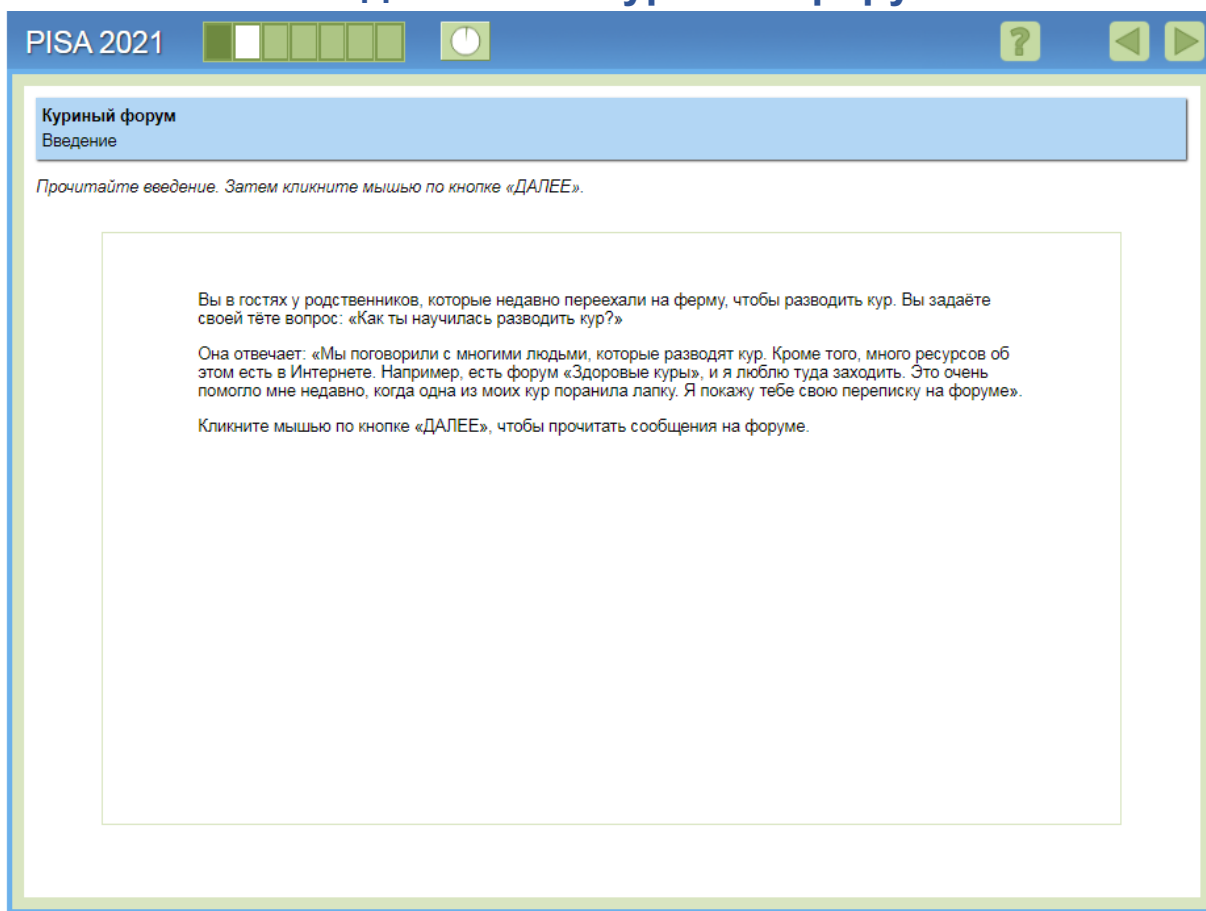 PISA 2021
?
Куриный форум
Введение
Прочитайте введение. Затем кликните мышью по кнопке «ДАЛЕЕ».
Вы в гостях у родственников, которые недавно переехали на ферму, чтобы разводить кур. Вы задаёте
своей тёте вопрос: «Как ты научилась разводить кур?»
Она отвечает: «Мы поговорили с многими людьми, которые разводят кур. Кроме того, много ресурсов об
этом есть в Интернете. Например, есть форум «Здоровые куры», и я люблю туда заходить. Это очень
помогло мне недавно, когда одна из моих кур поранила лапку. Я покажу тебе свою переписку на форуме».
Кликните мышью по кнопке «ДАЛЕЕ», чтобы прочитать сообщения на форуме.